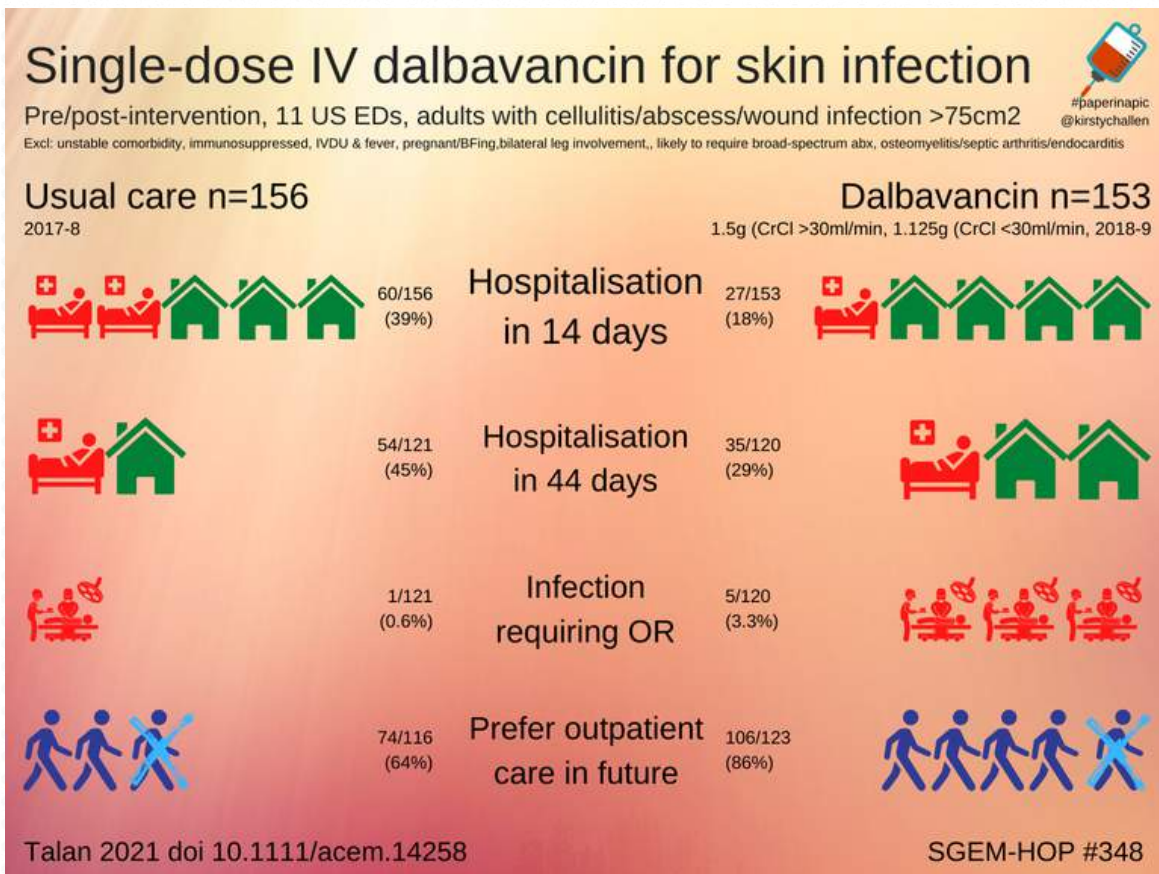 Single-dose IV dalbavancin for skin infection
#paperinapic
@kirstychallen
Pre/post-intervention, 11 US EDs, adults with cellulitis/abscess/wound infection >75cm2
Excl: unstable comorbidity, immunosuppressed, IVDU & fever, pregnant/BFing,bilateral leg involvement,, likely to require broad-spectrum abx, osteomyelitis/septic arthritis/endocarditis
Usual care n=156
2017-8
Dalbavancin n=153
1.5g (CrCl >30ml/min, 1.125g (CrCl <30ml/min, 2018-9
60/156
(39%)
Hospitalisation
in 14 days
27/153
(18%)
54/121
(45%)
Hospitalisation
in 44 days
35/120
(29%)
1/121
(0.6%)
Infection
requiring OR
5/120
(3.3%)
74/116
(64%)
Prefer outpatient
care in future
106/123
(86%)
Talan 2021 doi 10.1111/acem.14258
SGEM-HOP #348